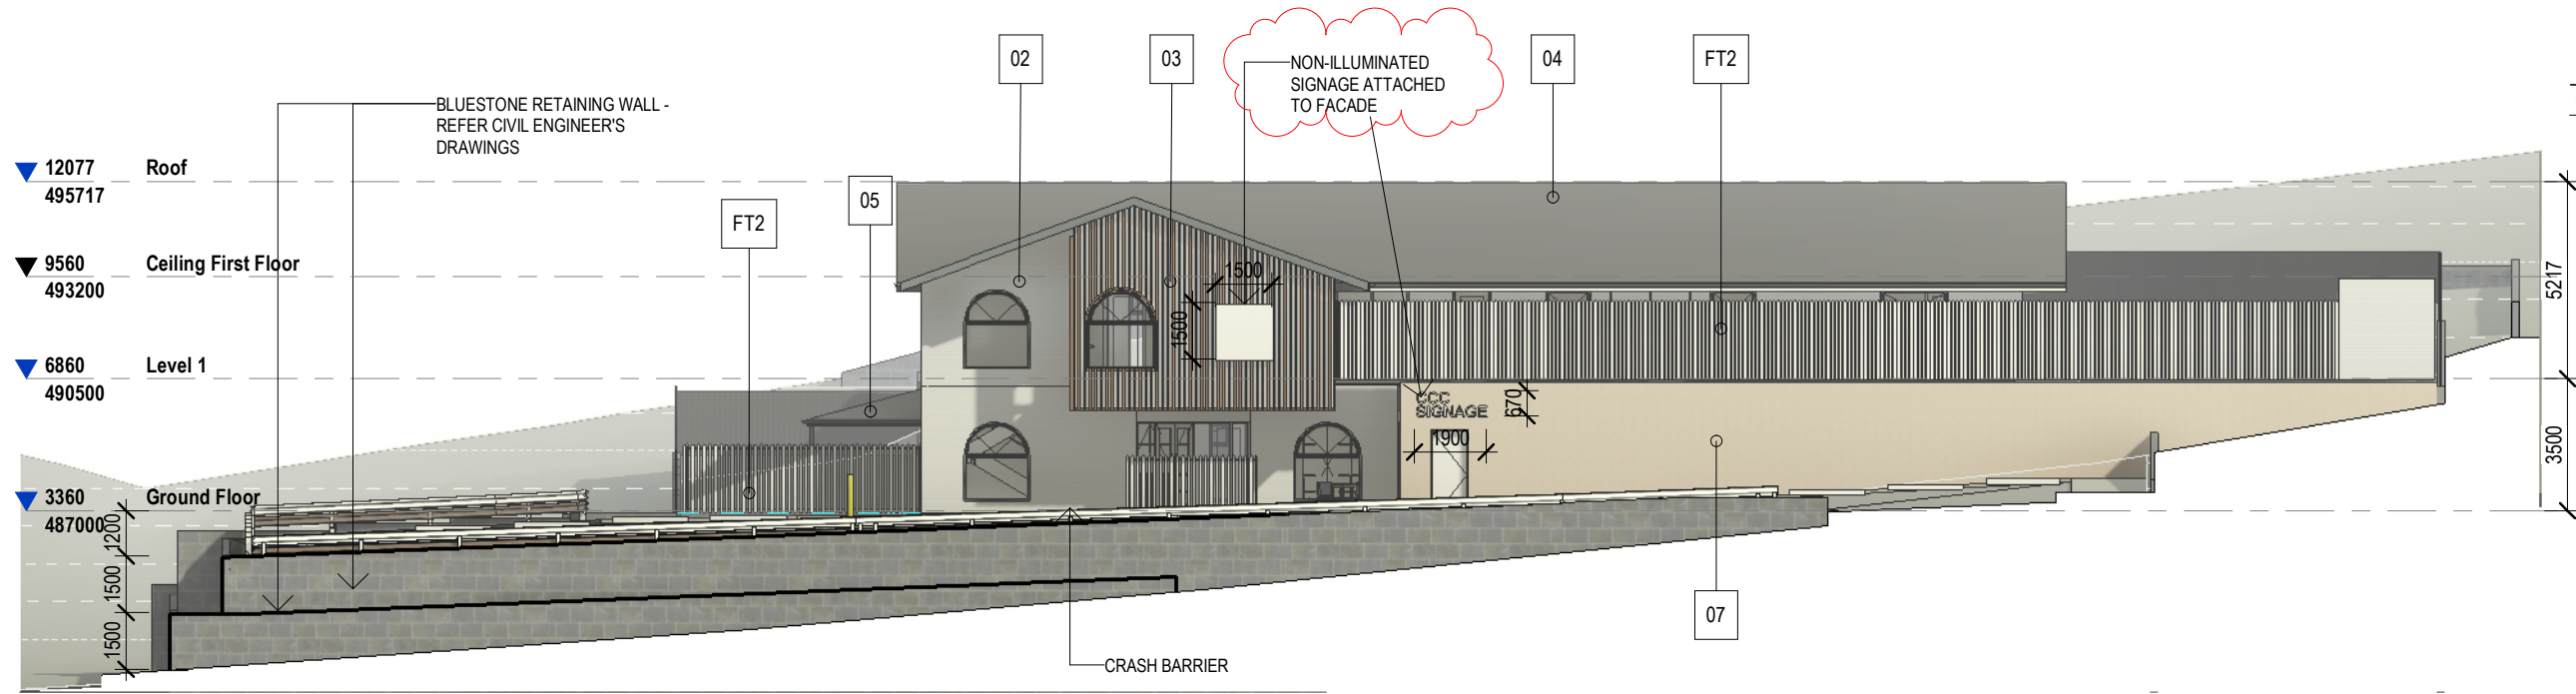 02
03
NON-ILLUMINATED
SIGNAGE ATTACHED
TO FACADE
04
FT2
BLUESTONE RETAINING WALL -
REFER CIVIL ENGINEER'S
DRAWINGS
12077 Roof
495717
05
FT2
9560 Ceiling First Floor
493200
1500
5217
1500
6860 Level 1
490500
CCC
SIGNAGE
670
1900
3500
3360 Ground Floor
487000
1200
1500
1500
07
CRASH BARRIER